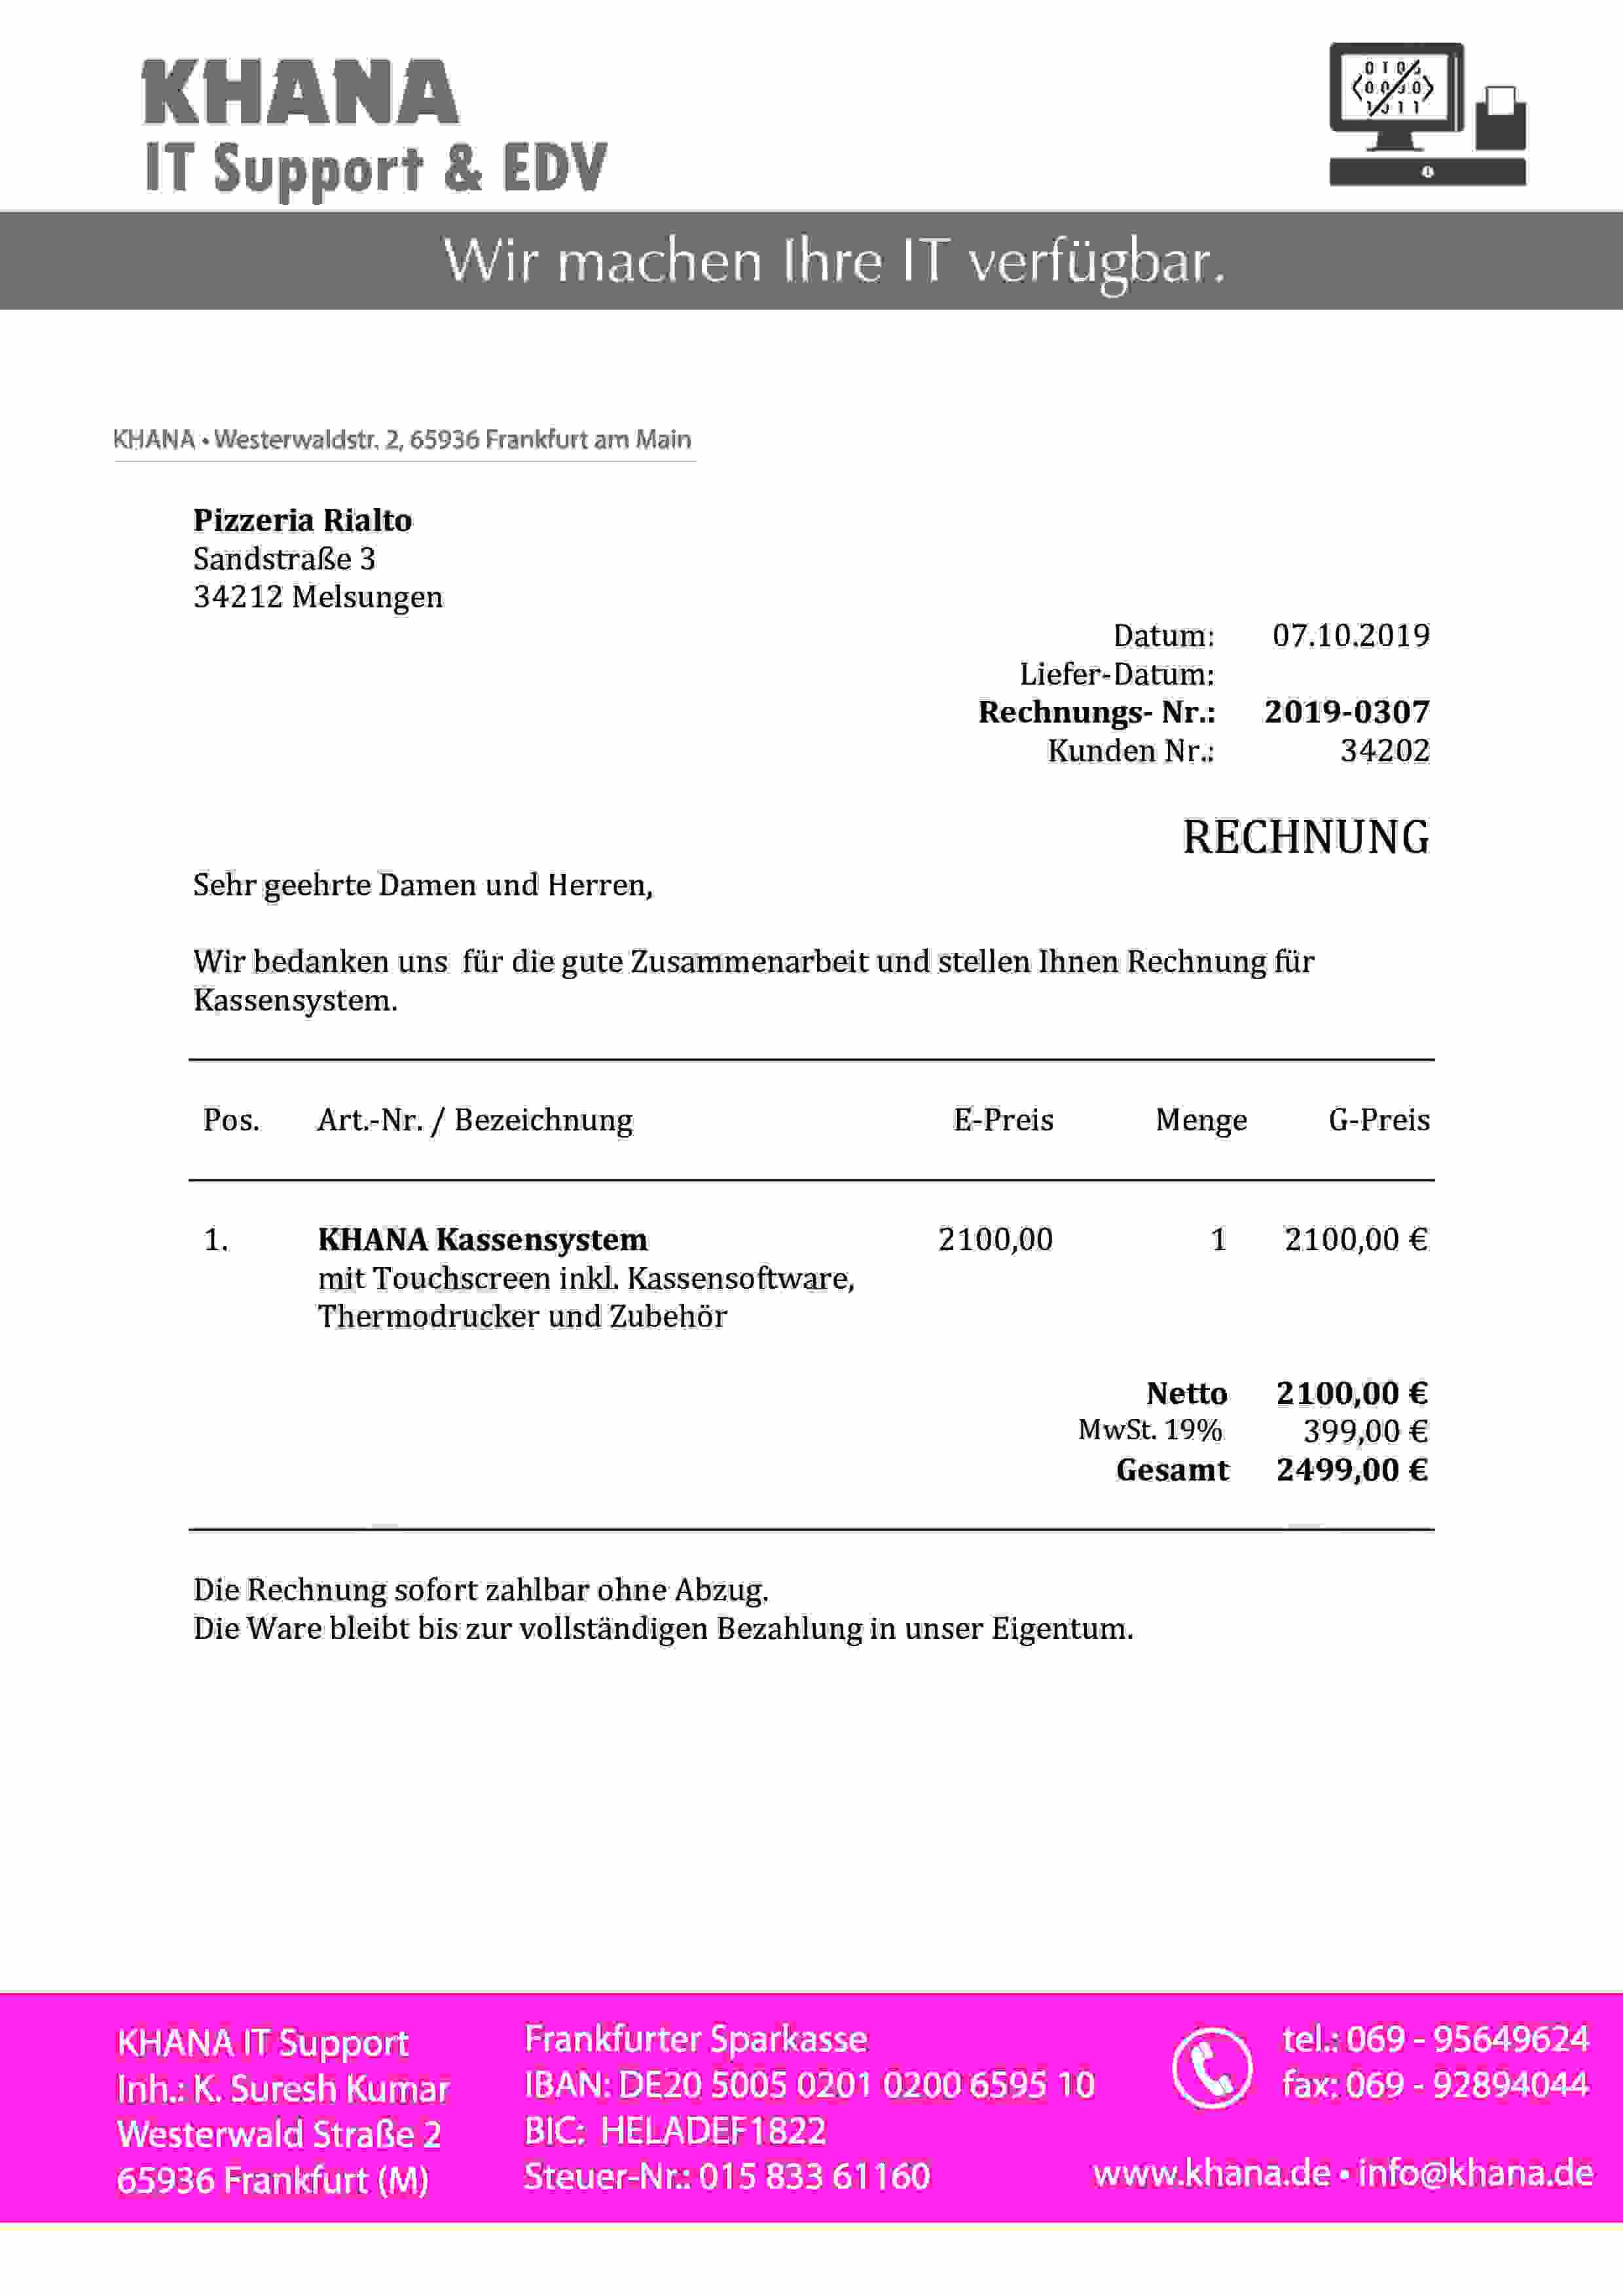 KHANA
IT Support & EDV
Wir machen Ihre IT verfügbar.
KHANA • Westerwaldstr. 2, 65936 Frankfurt am Main
Pizzeria Rialto
Sandstraße 3
34212 Melsungen
Datum: 07.10.2019
Liefer-Datum:
Rechnungs- Nr.: 2019-0307
Kunden Nr.: 34202
RECHNUNG
Sehr geehrte Damen und Herren,
Wir bedanken uns für die gute Zusammenarbeit und stellen Ihnen Rechnung für
Kassensystem.
Pos. Art.-Nr. / Bezeichnung E-Preis Menge G-Preis
1. KHANA Kassensystem 2100,00 1 2100,00 €
mit Touchscreen inkl. Kassensoftware,
Thermodrucker und Zubehör
Netto 2100,00 €
MwSt. 19% 399,00 €
Gesamt 2499,00 €
Die Rechnung sofort zahlbar ohne Abzug.
Die Ware bleibt bis zur vollständigen Bezahlung in unser Eigentum.
KHANA IT Support
Inh.: K. Suresh Kumar
Westerwald Straße 2
65936 Frankfurt (M)
Frankfurter Sparkasse
IBAN: DE20 5005 0201 0200 6595 10
BIC: HELADEF1822
Steuer-Nr.: 015 833 61160
tel.: 069 - 95649624
fax: 069 - 92894044
www.khana.de • info@khana.de